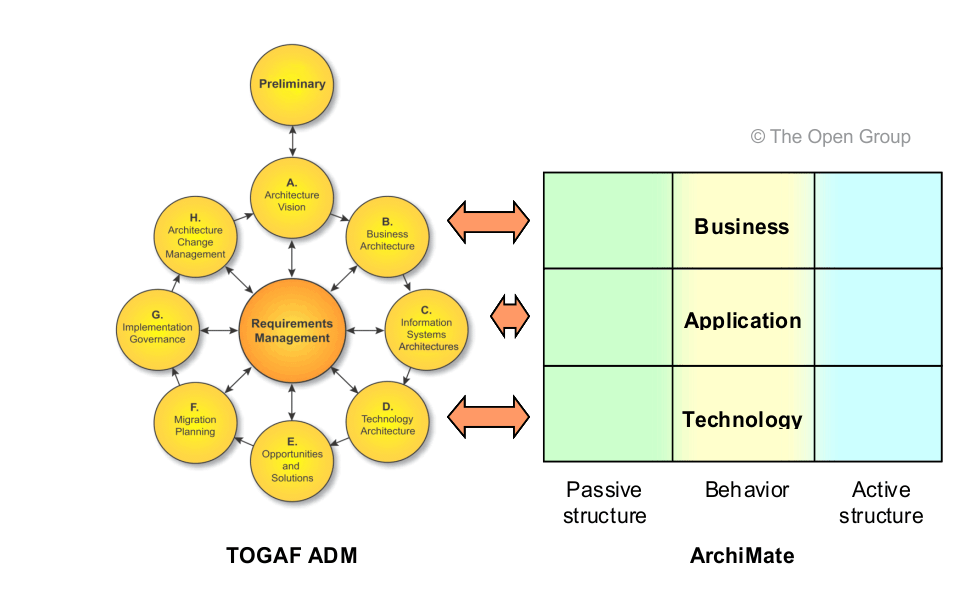 Preliminary
© The Open Group
A.
Architecture
Vision
H.
Architecture
Change
Management
B.
Business
Architecture
G.
Implementation
Governance
Requirements
Management
C.
Information
Systems
Architectures
F.
Migration
Planning
D.
Technology
Architecture
E.
Opportunities
and
Solutions
Business
Application
Technology
Passive
structure
Behavior
Active
structure
TOGAF ADM
ArchiMate